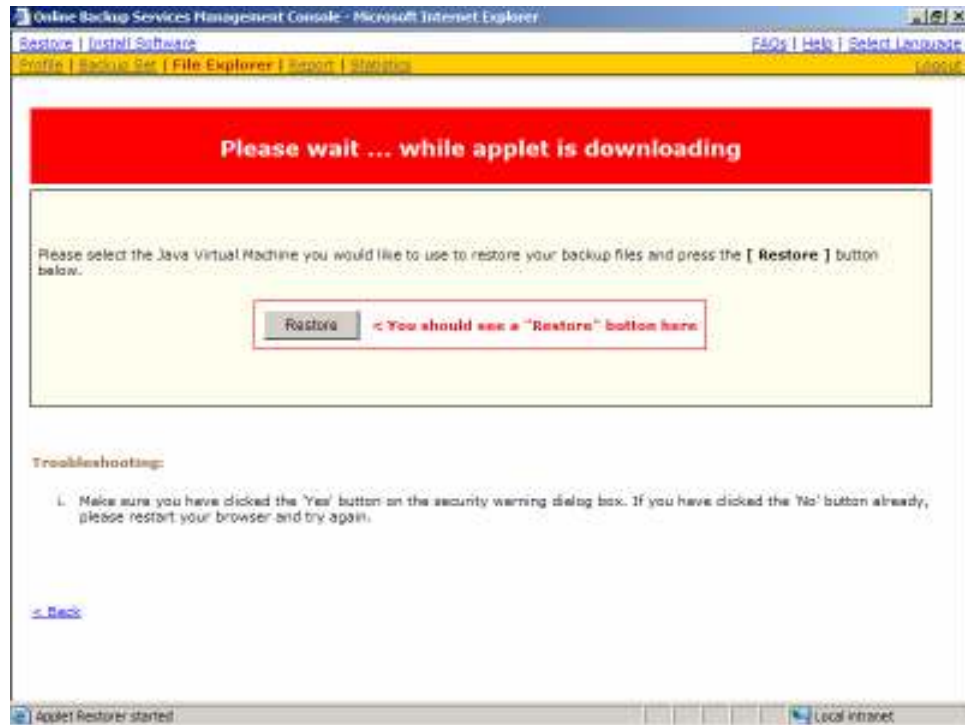 Online Backup Services Management Console - Microsoft Internet Explorer
Restore | Install Software
FAQs | Help | Select Language
Profile | Backup Set | File Explorer | Report | Statistics
Logout
Please wait ... while applet is downloading
Please select the Java Virtual Machine you would like to use to restore your backup files and press the [ Restore ] button
below.
Restore
< You should see a "Restore" button here
Troubleshooting:
i. Make sure you have clicked the 'Yes' button on the security warning dialog box. If you have clicked the 'No' button already,
please restart your browser and try again.
< Back
Applet Restorer started
Local intranet